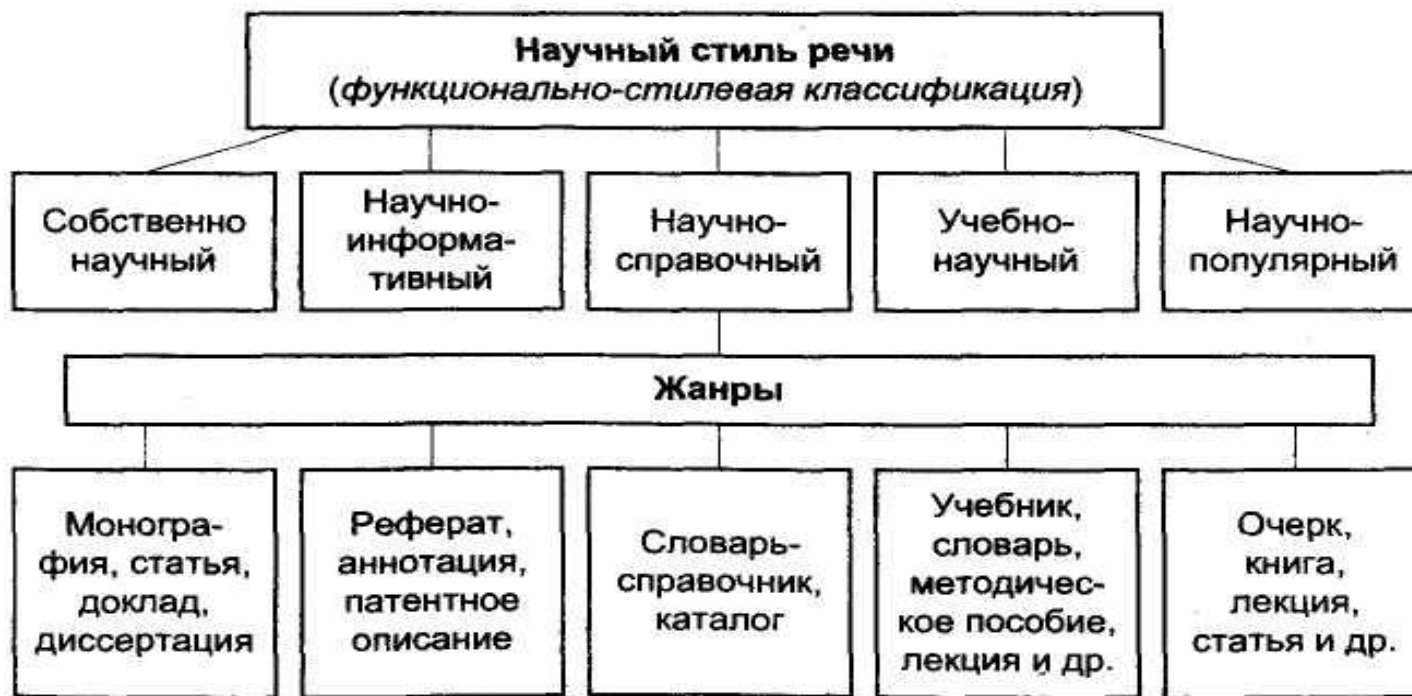 Научный стиль речи
(функционально-стилевая классификация)
Собственно
научный
Научно-
информа-
тивный
Научно-
справочный
Учебно-
научный
Научно-
популярный
Жанры
Моногра-
фия, статья,
доклад,
диссертация
Реферат,
аннотация,
патентное
описание
Словарь-
справочник,
каталог
Учебник,
словарь,
методичес-
кое пособие,
лекция и др.
Очерк,
книга,
лекция,
статья и др.